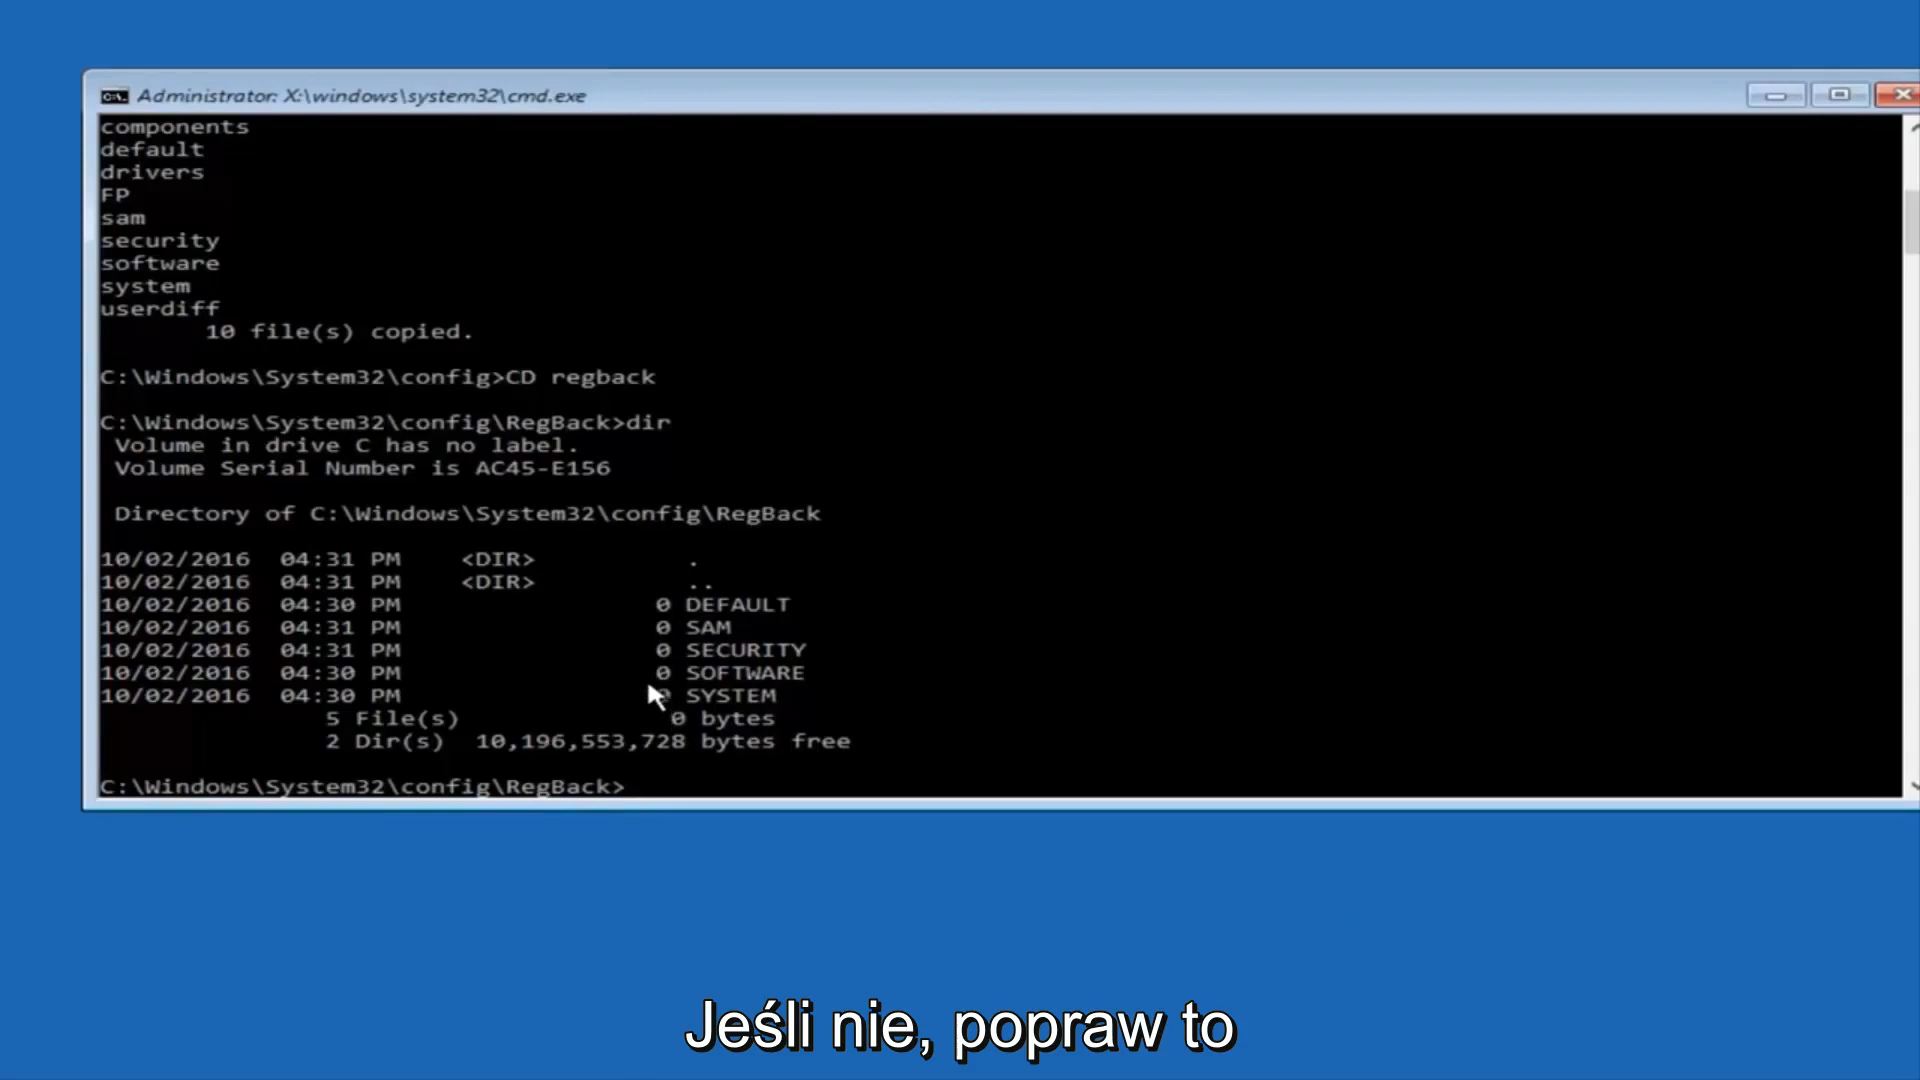 Administrator: X:\windows\system32\cmd.exe
components
default
drivers
FP
sam
security
software
system
userdiff
10 file(s) copied.
C:\Windows\System32\config>CD regback
C:\Windows\System32\config\RegBack>dir
Volume in drive C has no label.
Volume Serial Number is AC45-E156
Directory of C:\Windows\System32\config\RegBack
10/02/2016 04:31 PM <DIR> .
10/02/2016 04:31 PM <DIR> ..
10/02/2016 04:30 PM 0 DEFAULT
10/02/2016 04:31 PM 0 SAM
10/02/2016 04:31 PM 0 SECURITY
10/02/2016 04:30 PM 0 SOFTWARE
10/02/2016 04:30 PM 0 SYSTEM
5 File(s) 0 bytes
2 Dir(s) 10,196,553,728 bytes free
C:\Windows\System32\config\RegBack>
Jeśli nie, popraw to